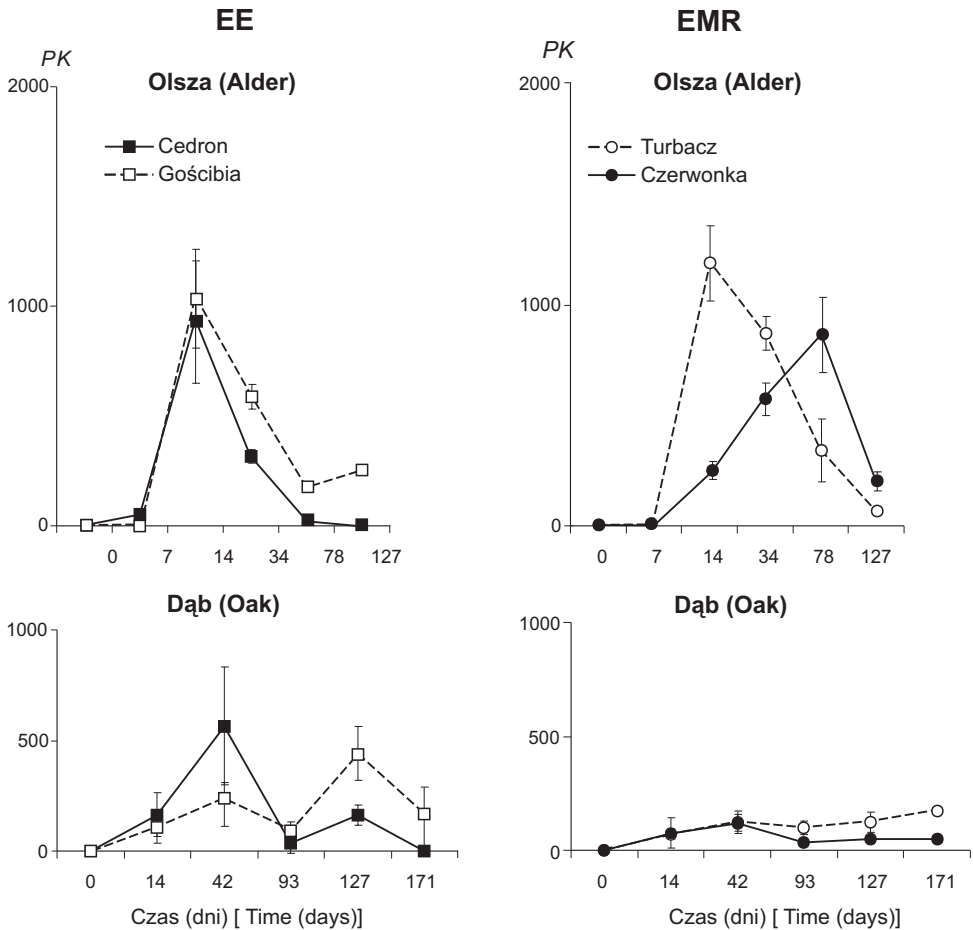 EE
PK
Olsza (Alder)
2000
1000
0
Cedron
Gościbia
0 7 14 34 78 127
EMR
PK
Olsza (Alder)
2000
1000
0
Turbacz
Czerwonka
0 7 14 34 78 127
Dąb (Oak)
1000
500
0
0 14 42 93 127 171
Czas (dni) [ Time (days)]
Dąb (Oak)
1000
500
0
0 14 42 93 127 171
Czas (dni) [ Time (days)]